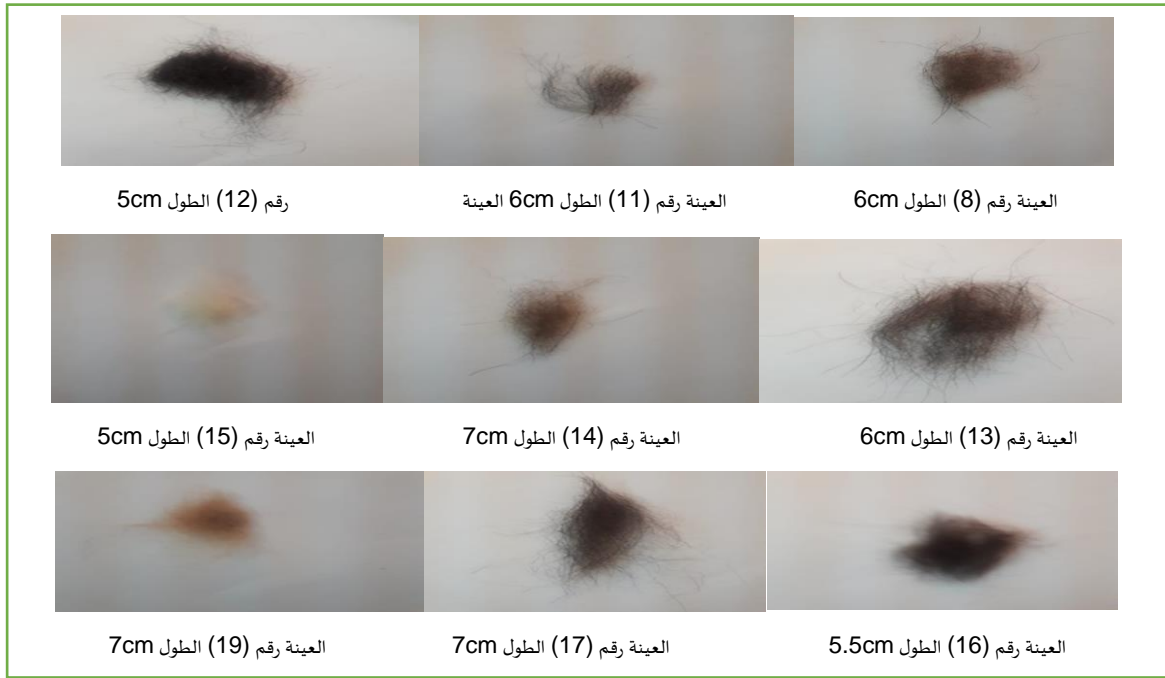 العينة رقم (8) الطول 6cm
العينة رقم (11) الطول 6cm العينة
رقم (12) الطول 5cm
العينة رقم (13) الطول 6cm
العينة رقم (14) الطول 7cm
العينة رقم (15) الطول 5cm
العينة رقم (16) الطول 5.5cm
العينة رقم (17) الطول 7cm
العينة رقم (19) الطول 7cm